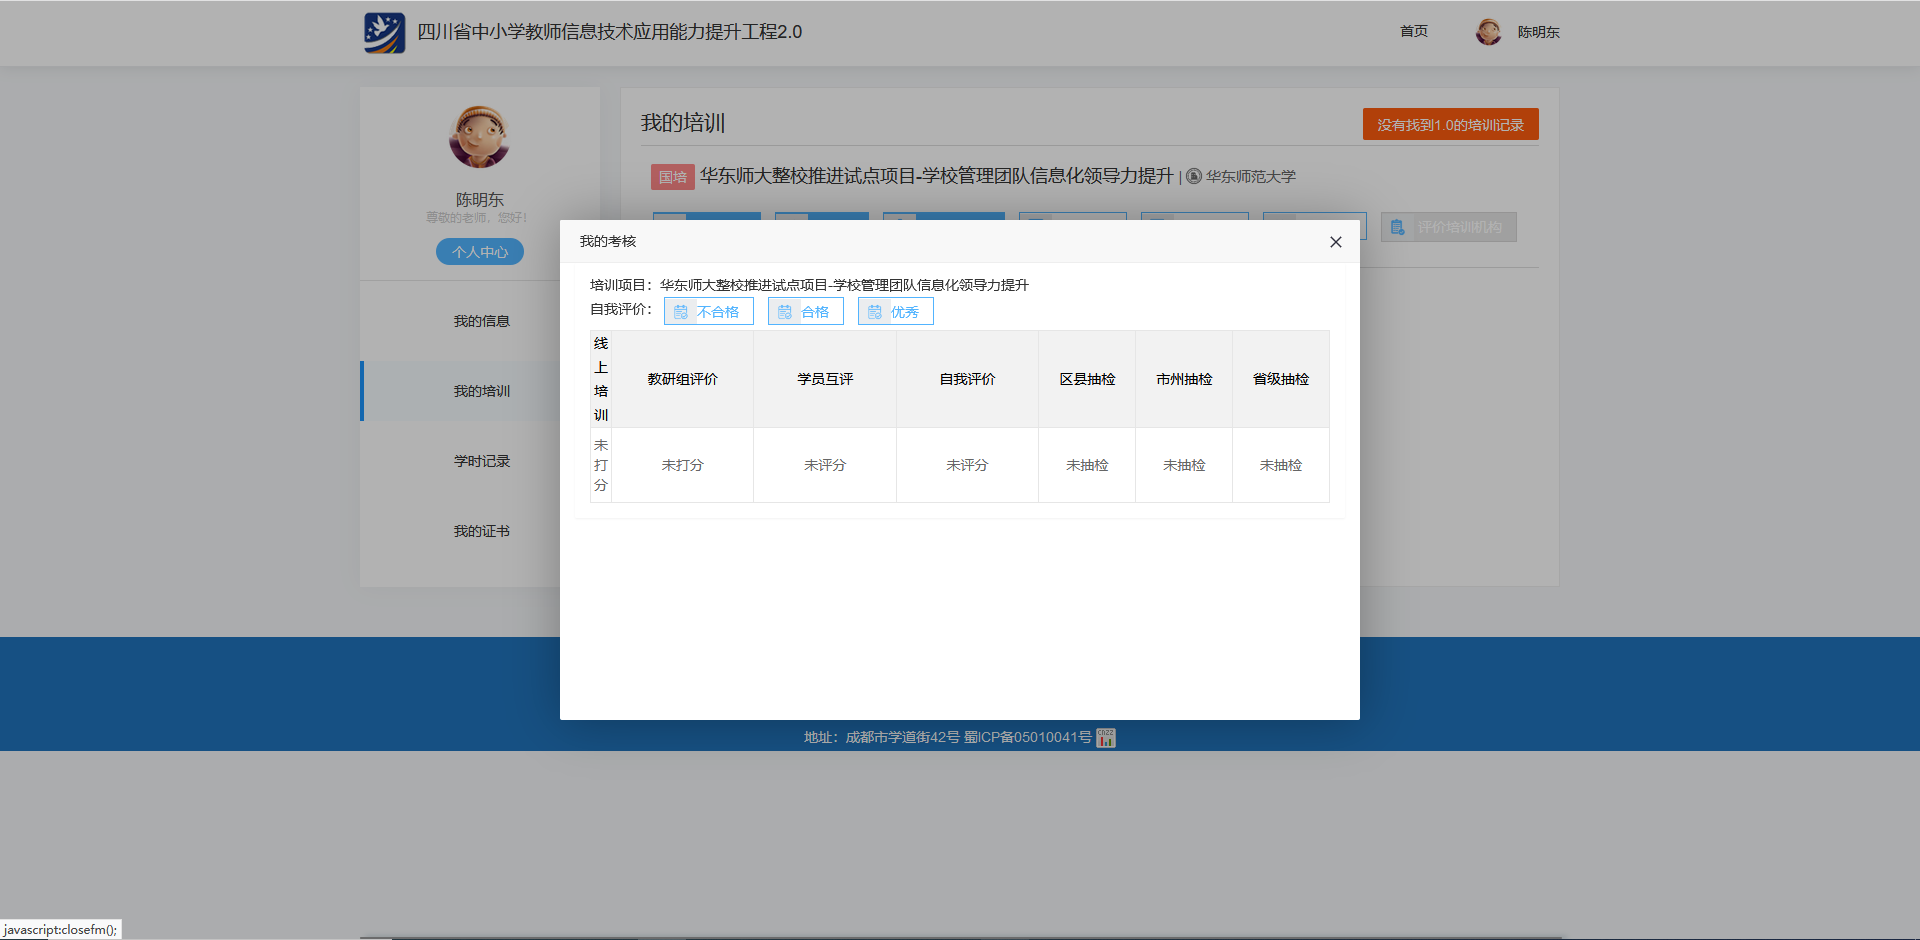 四川省中小学教师信息技术应用能力提升工程2.0
首页
陈明东
陈明东
尊敬的老师，您好！
个人中心
我的信息
我的培训
学时记录
我的证书
我的培训
没有找到1.0的培训记录
国培 华东师大整校推进试点项目-学校管理团队信息化领导力提升 | 华东师范大学
评价培训机构
我的考核
培训项目：华东师大整校推进试点项目-学校管理团队信息化领导力提升
自我评价： 不合格 合格 优秀
线上培训 教研组评价 学员互评 自我评价 区县抽检 市州抽检 省级抽检
未打分 未打分 未评分 未评分 未抽检 未抽检 未抽检
地址：成都市学道街42号 蜀ICP备05010041号
javascript:closefm();